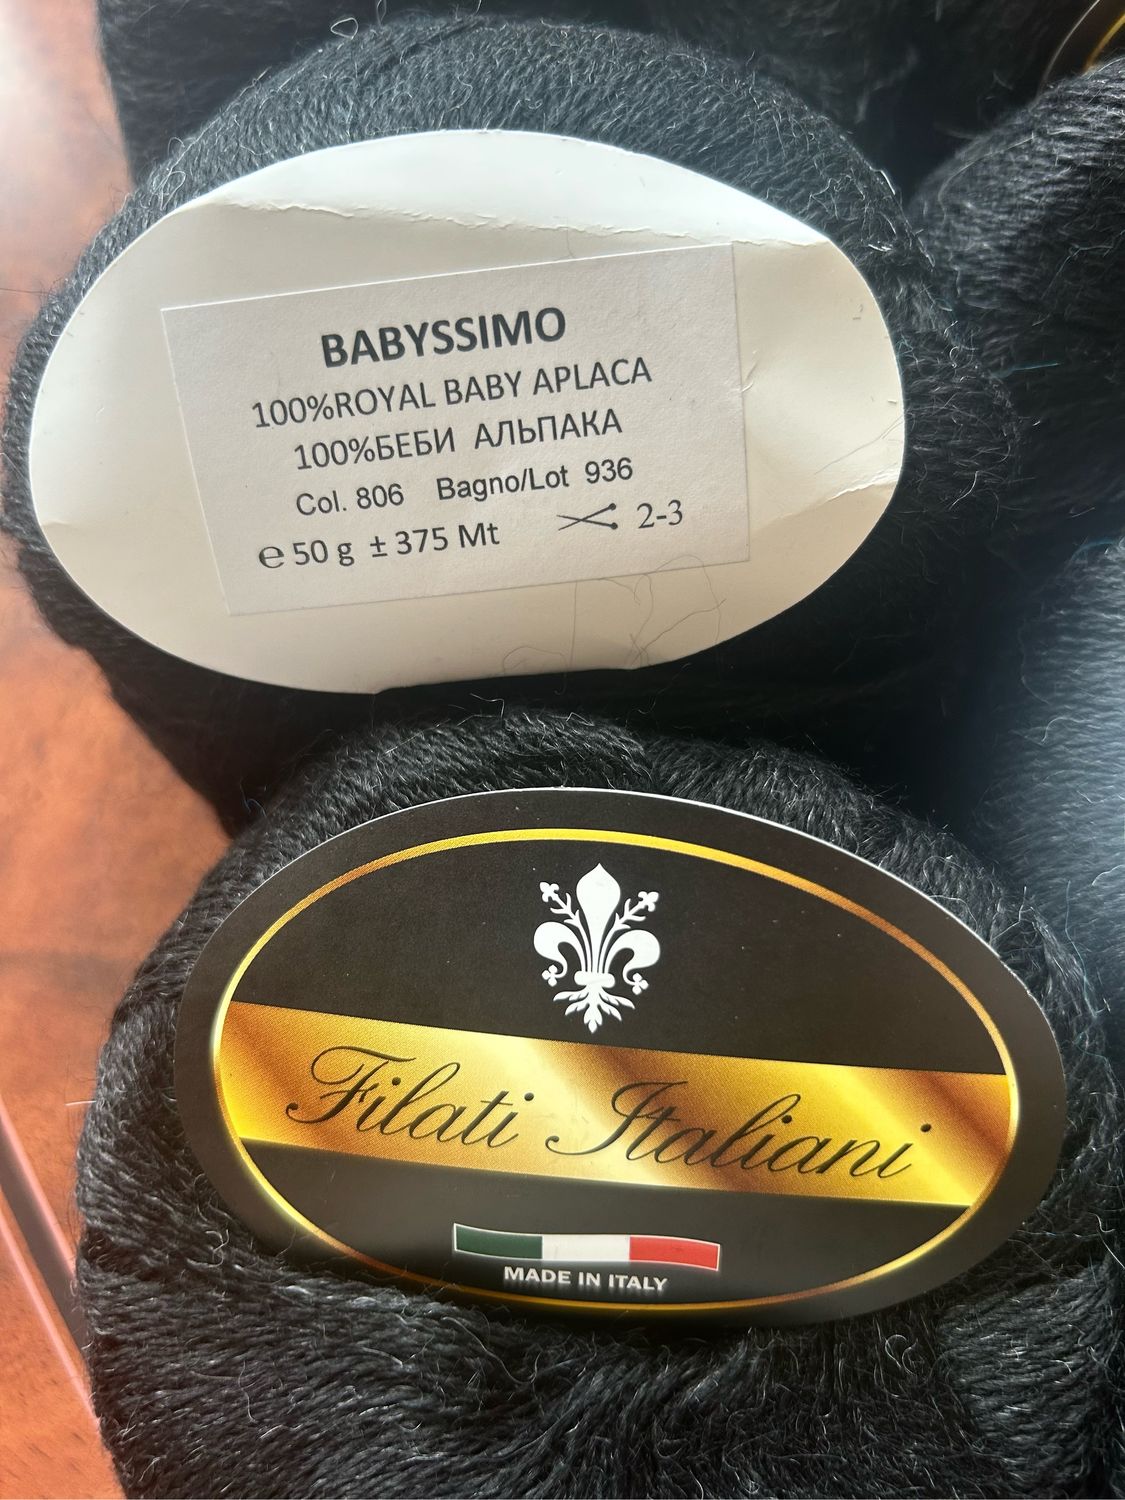 BABYSSIMO
100%ROYAL BABY APLACA
100%БЕБИ АЛЬПАКА
Col. 806 Bagno/Lot 936
℮ 50 g ± 375 Mt 2-3
Filati Italiani
MADE IN ITALY